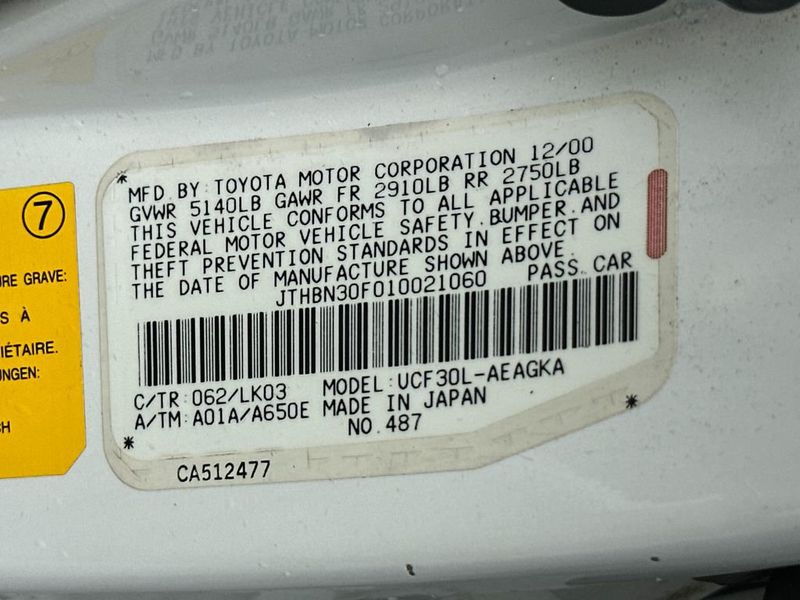 MFD.BY:TOYOTA MOTOR CORPORATION 12/00
GVWR 5140LB GAWR FR 2910LB RR 2750LB
THIS VEHICLE CONFORMS TO ALL APPLICABLE
FEDERAL MOTOR VEHICLE SAFETY.BUMPER.AND
THEFT PREVENTION STANDARDS IN EFFECT ON
THE DATE OF MANUFACTURE SHOWN ABOVE.
JTHBN30F010021060 PASS.CAR
C/TR:062/LK03 MODEL:UCF30L-AEAGKA
A/TM:A01A/A650E MADE IN JAPAN
NO.487
CA512477
7
URE GRAVE:
S À
IÉTAIRE.
UNGEN:
SH